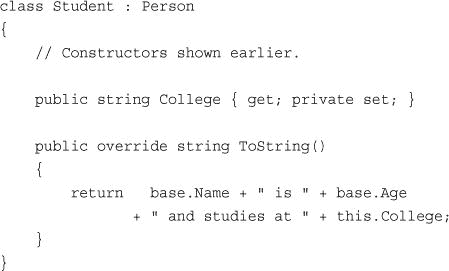 class Student : Person
{
    // Constructors shown earlier.

    public string College { get; private set; }

    public override string ToString()
    {
        return   base.Name + " is " + base.Age
               + " and studies at " + this.College;
    }
}